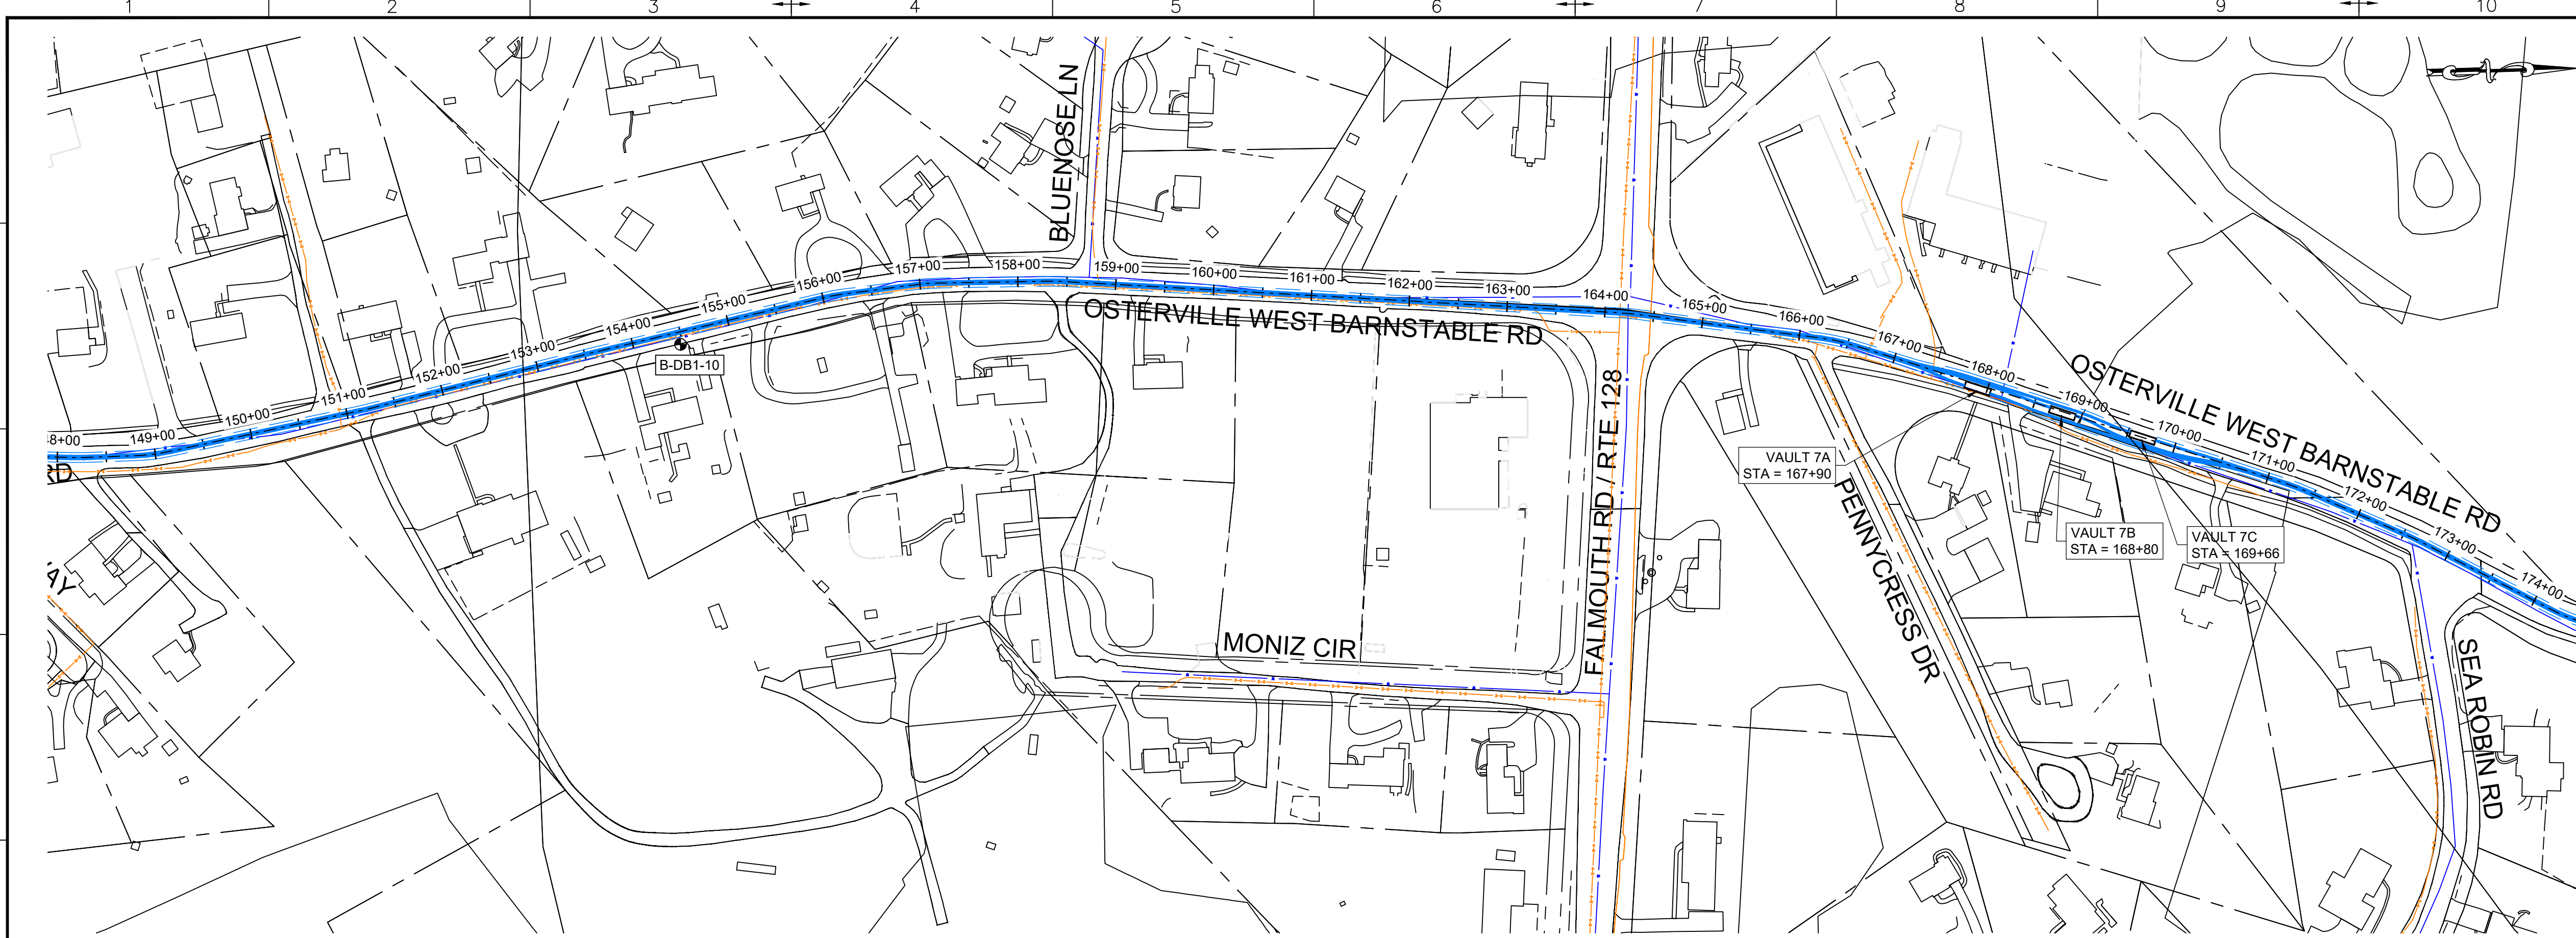 1 2 3 4 5 6 7 8 9 10
BLUENOSE LN
48+00
149+00
150+00
151+00
152+00
153+00
154+00
155+00
156+00
157+00
158+00
159+00
160+00
161+00
162+00
163+00
164+00
165+00
166+00
167+00
168+00
169+00
170+00
171+00
172+00
173+00
174+00
B-DB1-10
OSTERVILLE WEST BARNSTABLE RD
OSTERVILLE WEST BARNSTABLE RD
RD
AY
FALMOUTH RD / RTE 128
VAULT 7A
STA = 167+90
VAULT 7B
STA = 168+80
VAULT 7C
STA = 169+66
PENNYCRESS DR
MONIZ CIR
SEA ROBIN RD